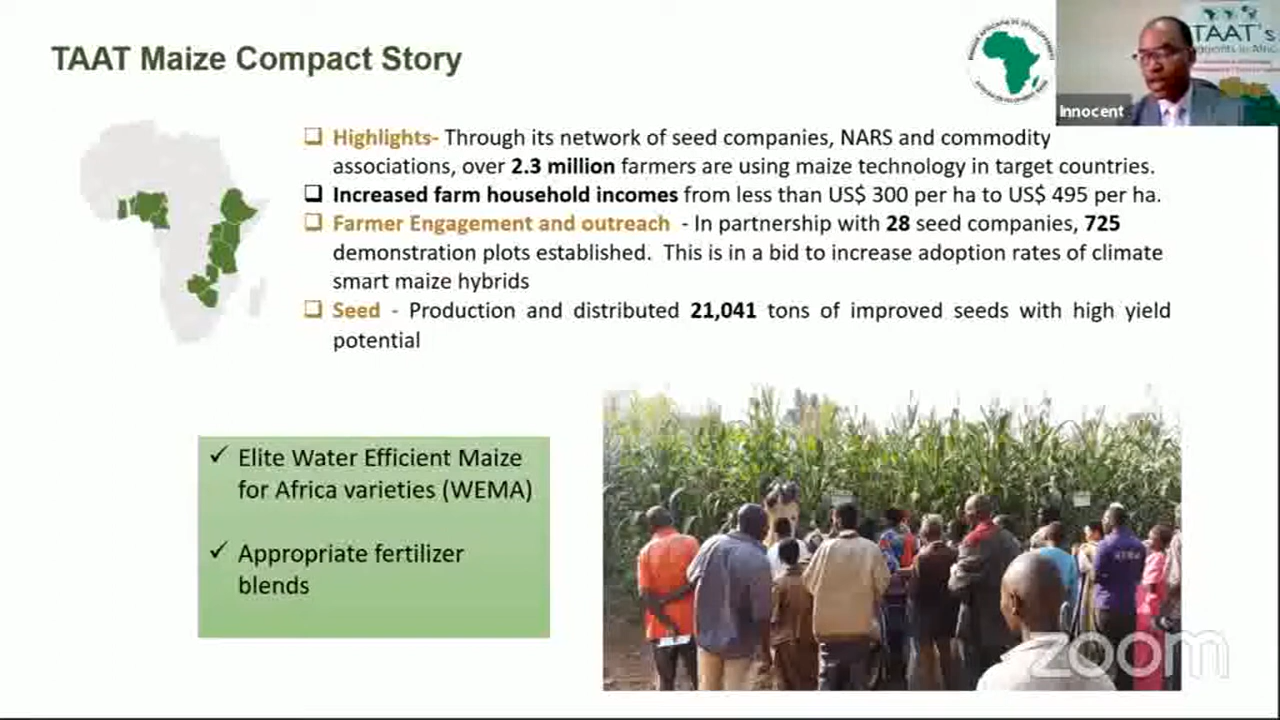 TAAT Maize Compact Story
TAAT's
Innocent
Highlights- Through its network of seed companies, NARS and commodity
associations, over 2.3 million farmers are using maize technology in target countries.
Increased farm household incomes from less than US$ 300 per ha to US$ 495 per ha.
Farmer Engagement and outreach - In partnership with 28 seed companies, 725
demonstration plots established. This is in a bid to increase adoption rates of climate
smart maize hybrids
Seed - Production and distributed 21,041 tons of improved seeds with high yield
potential
✓ Elite Water Efficient Maize
for Africa varieties (WEMA)
✓ Appropriate fertilizer
blends
zoom